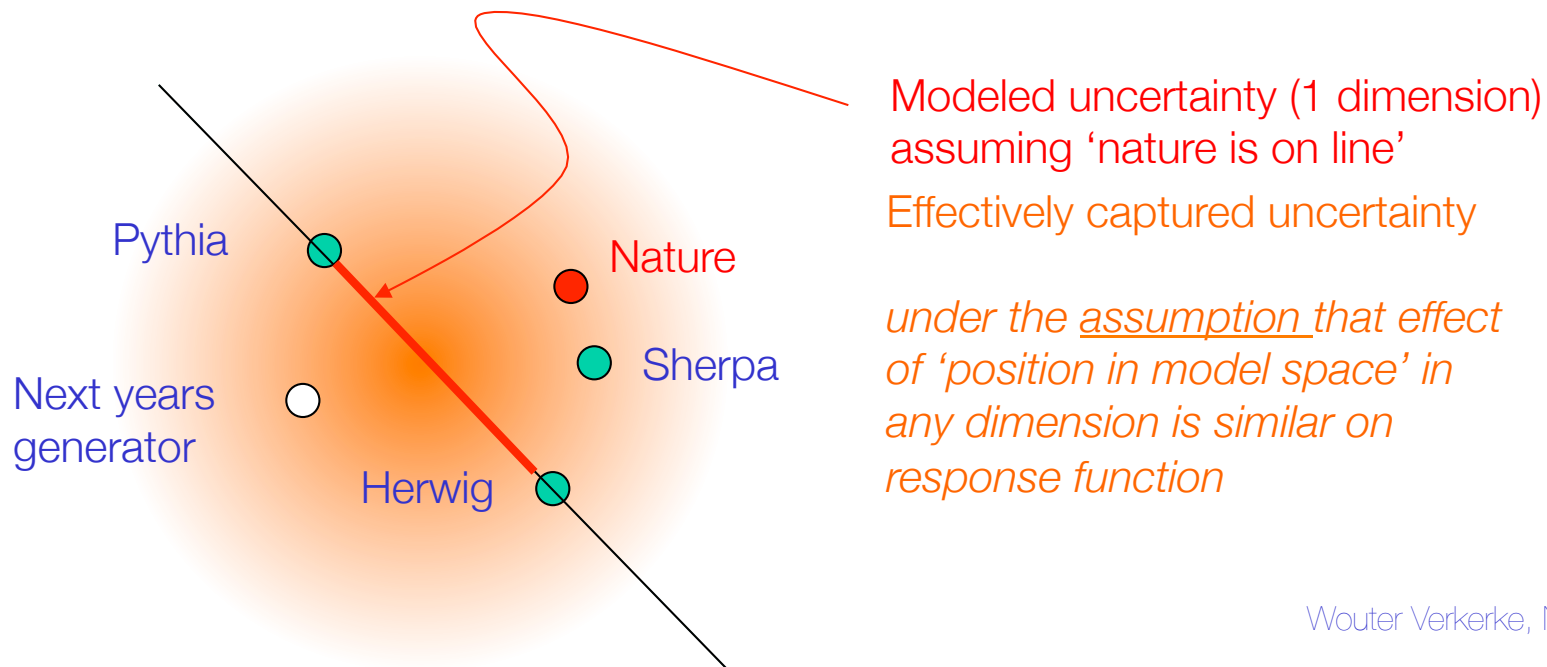 Modeled uncertainty (1 dimension)
assuming ‘nature is on line’
Effectively captured uncertainty
under the assumption that effect
of ‘position in model space’ in
any dimension is similar on
response function
Pythia
Nature
Sherpa
Next years
generator
Herwig
Wouter Verkerke,